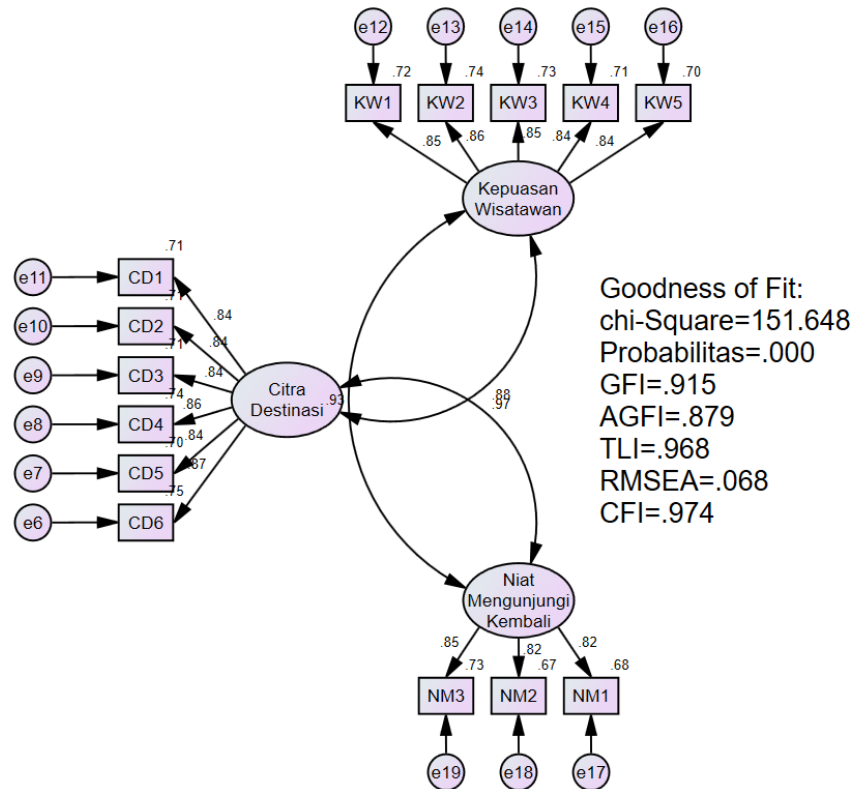 e12 e13 e14 e15 e16
.72 .74 .73 .71 .70
KW1 KW2 KW3 KW4 KW5
.85 .86 .85 .84 .84
Kepuasan
Wisatawan
.71
e11 CD1
.71
e10 CD2
.84
.71
.84
e9 CD3
.84
.74
e8 CD4
.86
.70
.84
e7 CD5
.87
.75
e6 CD6
Citra
Destinasi
.93
.88
.97
Goodness of Fit:
chi-Square=151.648
Probabilitas=.000
GFI=.915
AGFI=.879
TLI=.968
RMSEA=.068
CFI=.974
Niat
Mengunjungi
Kembali
.85 .82 .82
.73 .67 .68
NM3 NM2 NM1
e19 e18 e17